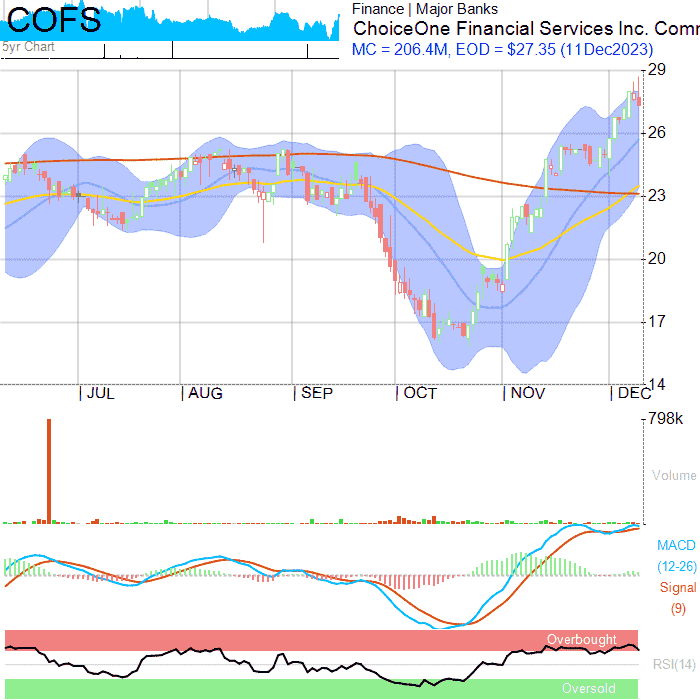 COFS
5yr Chart
Finance | Major Banks
ChoiceOne Financial Services Inc. Comm
MC = 206.4M, EOD = $27.35 (11Dec2023)
29
26
23
20
17
14
JUL
AUG
SEP
OCT
NOV
DEC
798k
Volume
MACD
(12-26)
Signal
(9)
Overbought
RSI(14)
Oversold